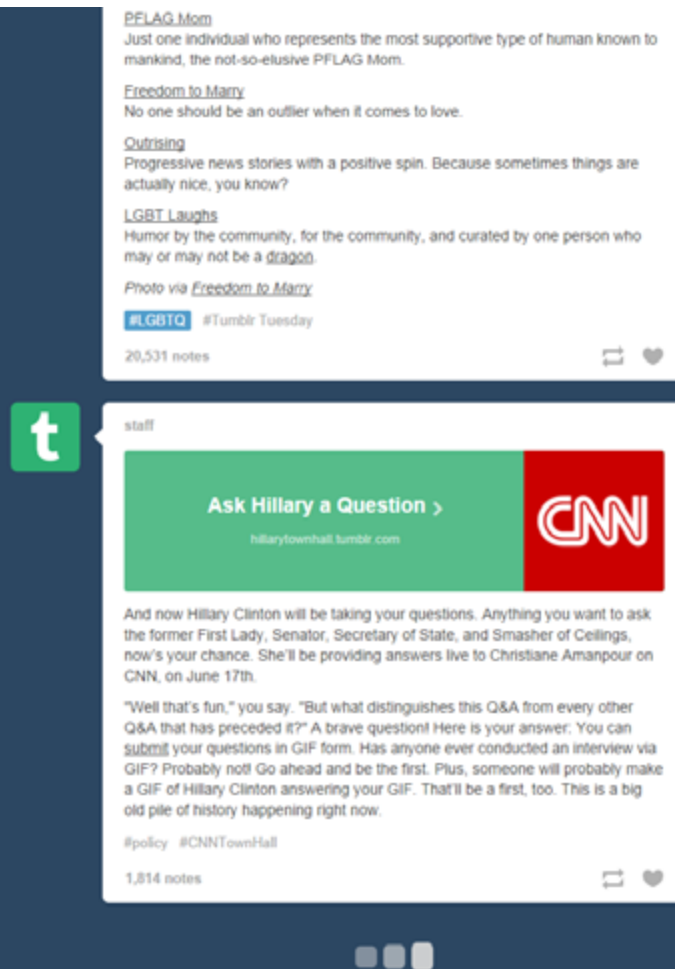 PFLAG Mom
Just one individual who represents the most supportive type of human known to
mankind, the not-so-elusive PFLAG Mom.
Freedom to Marry
No one should be an outlier when it comes to love.
Outrising
Progressive news stories with a positive spin. Because sometimes things are
actually nice, you know?
LGBT Laughs
Humor by the community, for the community, and curated by one person who
may or may not be a dragon.
Photo via Freedom to Marry
#LGBTQ #Tumblr Tuesday
20,531 notes
t
staff
Ask Hillary a Question >
hillarytownhall.tumblr.com
CNN
And now Hillary Clinton will be taking your questions. Anything you want to ask
the former First Lady, Senator, Secretary of State, and Smasher of Ceilings,
now's your chance. She'll be providing answers live to Christiane Amanpour on
CNN, on June 17th.
"Well that's fun," you say. "But what distinguishes this Q&A from every other
Q&A that has preceded it?" A brave question! Here is your answer: You can
submit your questions in GIF form. Has anyone ever conducted an interview via
GIF? Probably not! Go ahead and be the first. Plus, someone will probably make
a GIF of Hillary Clinton answering your GIF. That'll be a first, too. This is a big
old pile of history happening right now.
#policy #CNNTownHall
1,814 notes